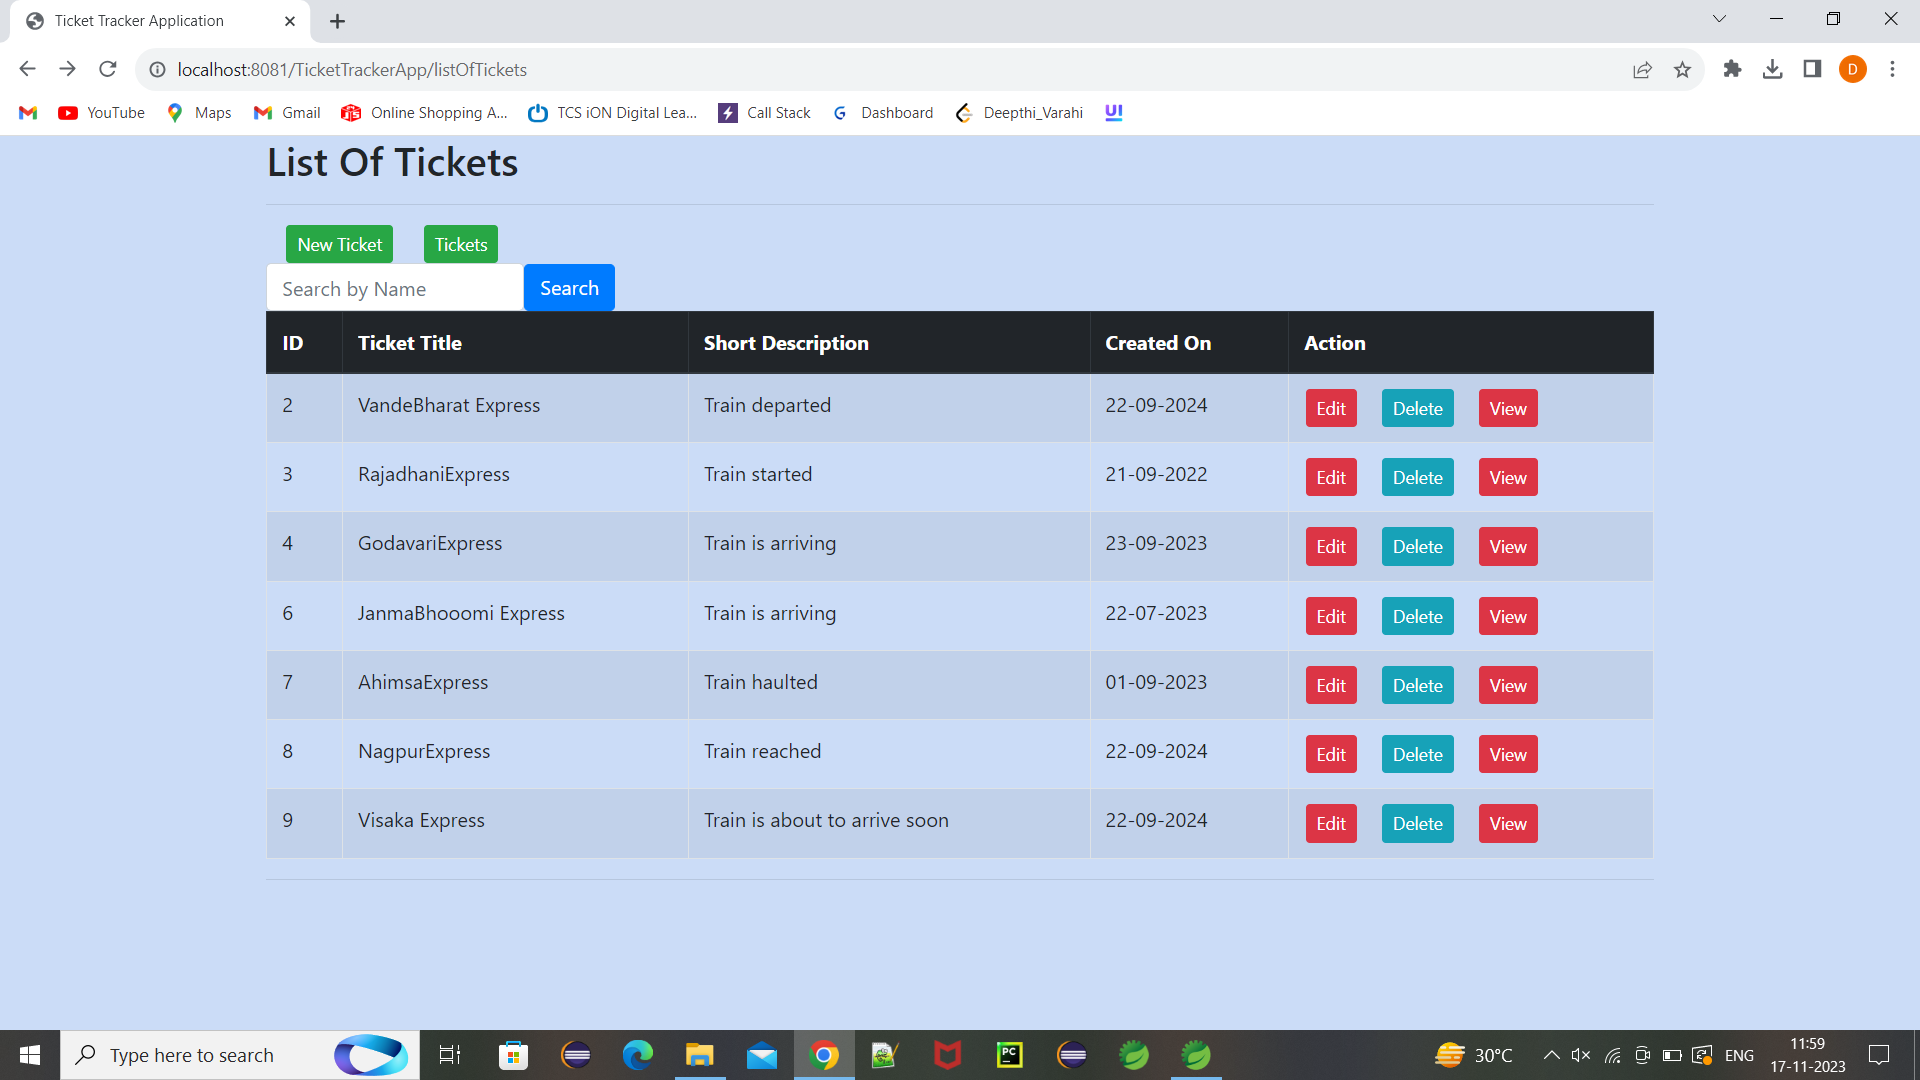 Ticket Tracker Application
localhost:8081/TicketTrackerApp/listOfTickets
D
YouTube Maps Gmail Online Shopping A... TCS iON Digital Lea... Call Stack Dashboard Deepthi_Varahi UI
List Of Tickets
New Ticket Tickets
Search by Name Search
ID Ticket Title Short Description Created On Action
2 VandeBharat Express Train departed 22-09-2024 Edit Delete View
3 RajadhaniExpress Train started 21-09-2022 Edit Delete View
4 GodavariExpress Train is arriving 23-09-2023 Edit Delete View
6 JanmaBhooomi Express Train is arriving 22-07-2023 Edit Delete View
7 AhimsaExpress Train haulted 01-09-2023 Edit Delete View
8 NagpurExpress Train reached 22-09-2024 Edit Delete View
9 Visaka Express Train is about to arrive soon 22-09-2024 Edit Delete View
Type here to search PC 30°C ENG 11:59
17-11-2023